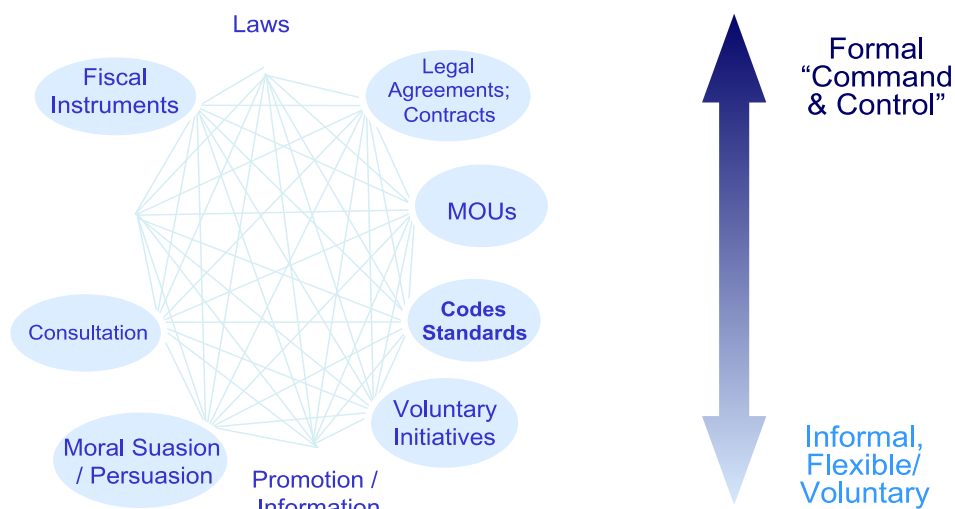 Laws
Fiscal
Instruments
Legal
Agreements;
Contracts
MOUs
Codes
Standards
Voluntary
Initiatives
Promotion /
Information
Moral Suasion
/ Persuasion
Consultation
Formal
“Command
& Control”
Informal,
Flexible/
Voluntary